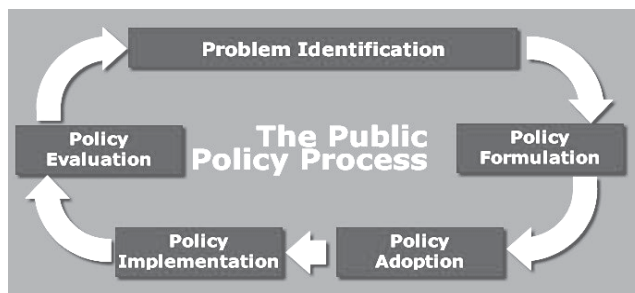 Problem Identification
The Public
Policy Process
Policy
Formulation
Policy
Adoption
Policy
Implementation
Policy
Evaluation